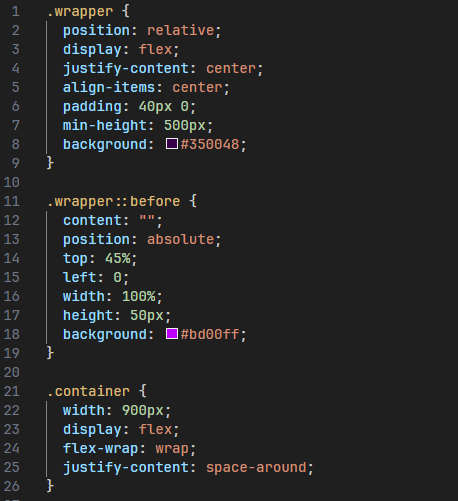 1 .wrapper {
2 position: relative;
3 display: flex;
4 justify-content: center;
5 align-items: center;
6 padding: 40px 0;
7 min-height: 500px;
8 background: #350048;
9 }
10
11 .wrapper::before {
12 content: "";
13 position: absolute;
14 top: 45%;
15 left: 0;
16 width: 100%;
17 height: 50px;
18 background: #bd00ff;
19 }
20
21 .container {
22 width: 900px;
23 display: flex;
24 flex-wrap: wrap;
25 justify-content: space-around;
26 }